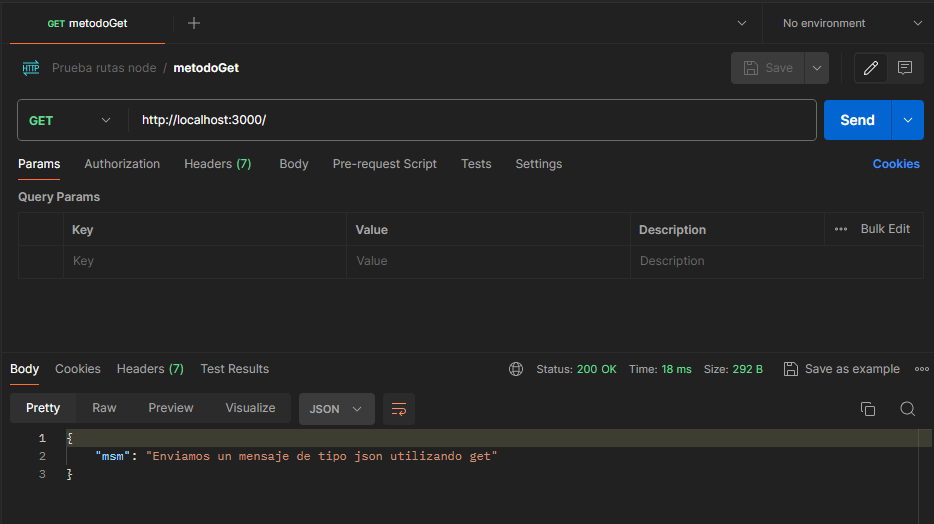 GET metodoGet
No environment
HTTP Prueba rutas node / metodoGet
Save
GET http://localhost:3000/ Send
Params Authorization Headers (7) Body Pre-request Script Tests Settings Cookies
Query Params
Key Value Description ••• Bulk Edit
Key Value Description
Body Cookies Headers (7) Test Results Status: 200 OK Time: 18 ms Size: 292 B Save as example •••
Pretty Raw Preview Visualize JSON
1 {
2 "msm": "Enviamos un mensaje de tipo json utilizando get"
3 }